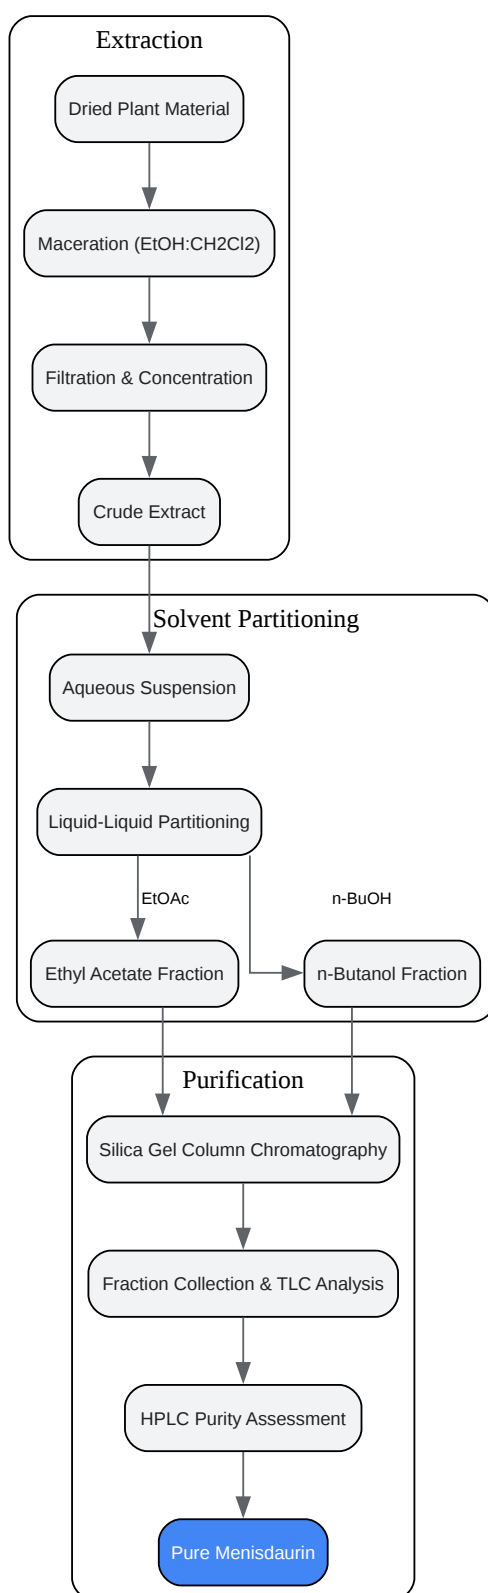 Extraction
Dried Plant Material
Maceration (EtOH:CH2Cl2)
Filtration & Concentration
Crude Extract
Solvent Partitioning
Aqueous Suspension
Liquid-Liquid Partitioning
EtOAc
n-BuOH
Ethyl Acetate Fraction
n-Butanol Fraction
Purification
Silica Gel Column Chromatography
Fraction Collection & TLC Analysis
HPLC Purity Assessment
Pure Menisdaurin